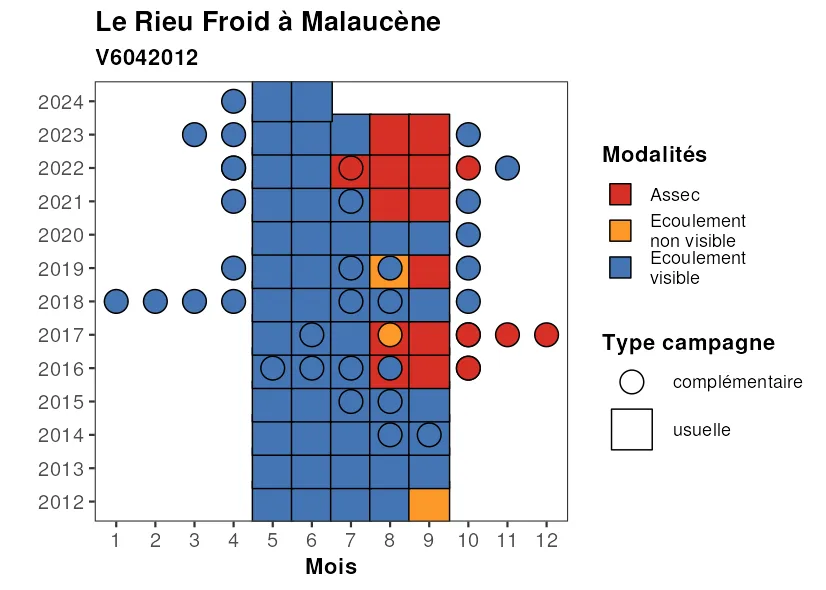 Le Rieu Froid à Malaucène
V6042012
2024
2023
2022
2021
2020
2019
2018
2017
2016
2015
2014
2013
2012
1 2 3 4 5 6 7 8 9 10 11 12
Mois
Modalités
Assec
Ecoulement
non visible
Ecoulement
visible
Type campagne
complémentaire
usuelle